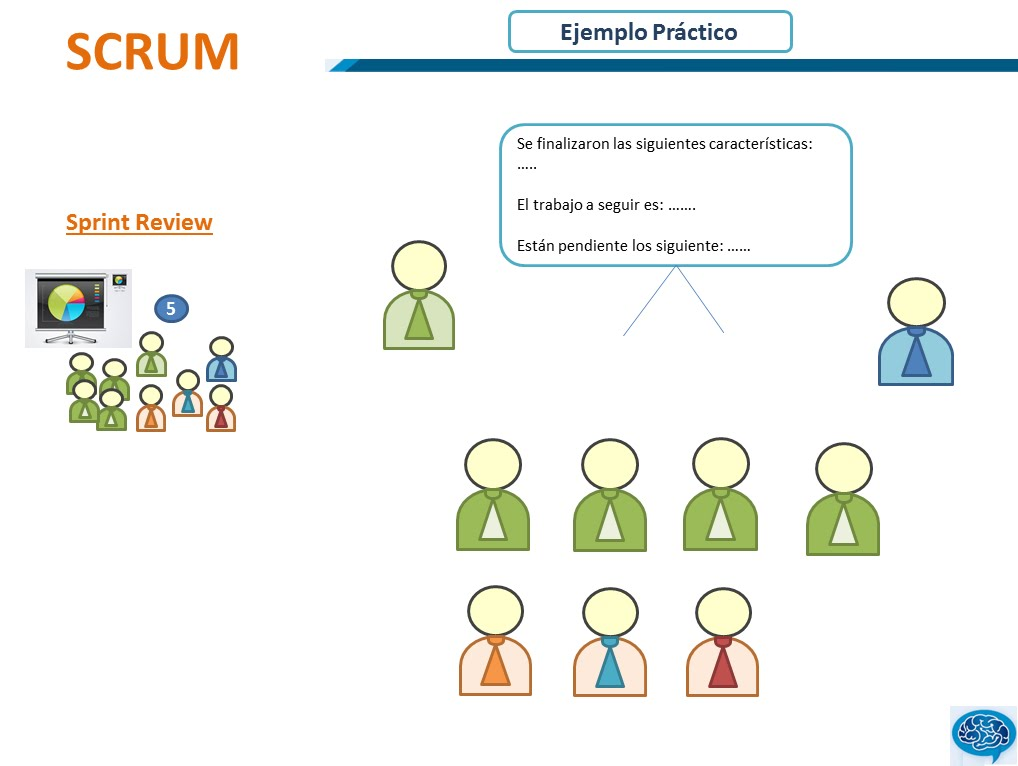 SCRUM
Ejemplo Práctico
Se finalizaron las siguientes características:
.....
El trabajo a seguir es: .......
Están pendiente los siguiente: ......
Sprint Review
5